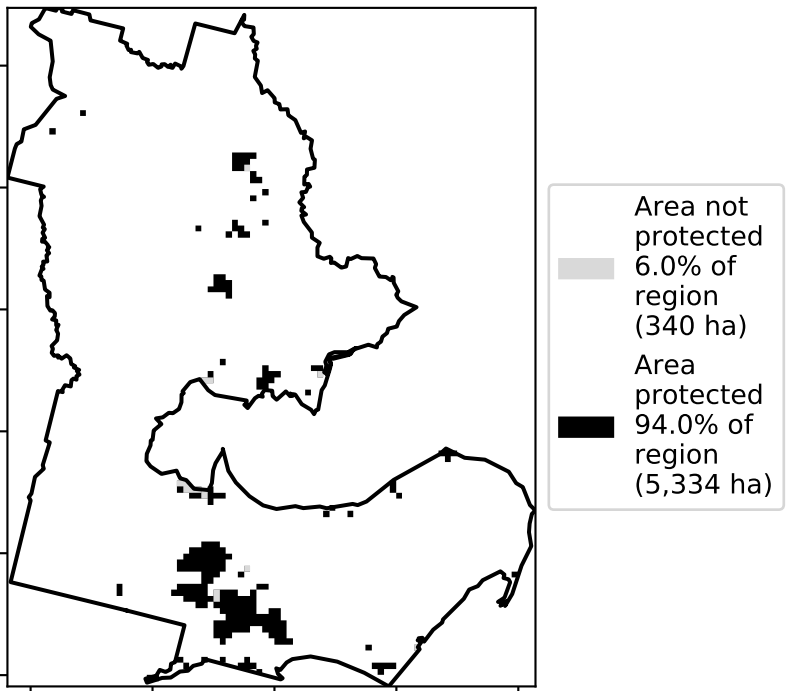 Area not
protected
6.0% of
region
(340 ha)
Area
protected
94.0% of
region
(5,334 ha)